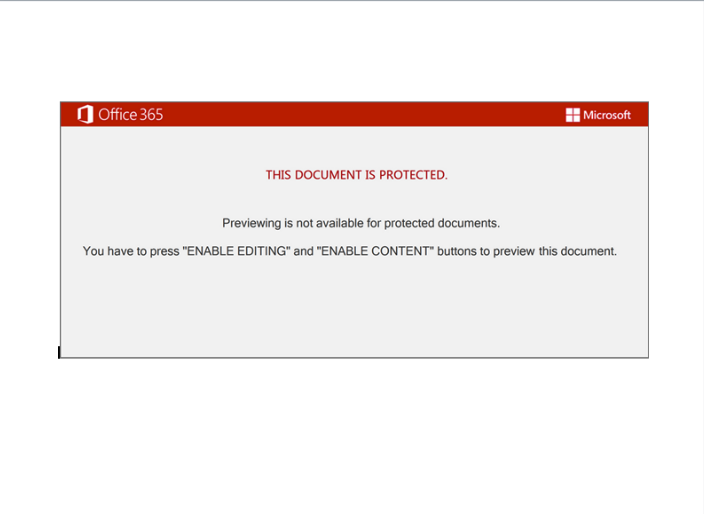 Office 365
Microsoft
THIS DOCUMENT IS PROTECTED.
Previewing is not available for protected documents.
You have to press "ENABLE EDITING" and "ENABLE CONTENT" buttons to preview this document.